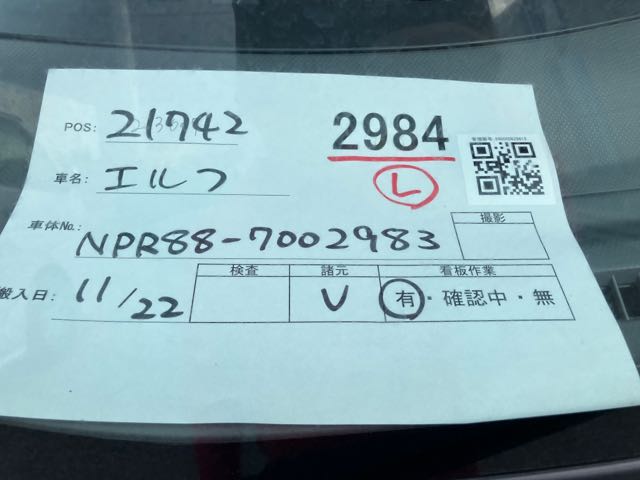 POS: 21742
2984
L
車名: エルフ
車体No.: NPR88-7002983
撮影
搬入日: 11/22
検査 諸元 看板作業
V 有・確認中・無